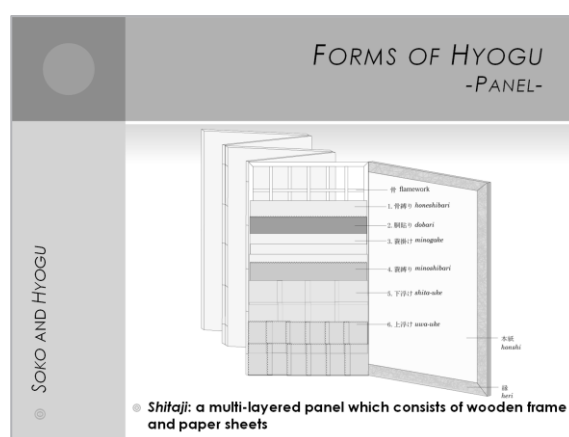 FORMS OF HYOGU
-PANEL-
SOKO AND HYOGU
骨 flamework
1. 骨縛り honeshibari
2. 胴貼り dobari
3. 蓑掛け minogake
4. 蓑縛り minoshibari
5. 下浮け shita-uke
6. 上浮け uwa-uke
本紙
honshi
縁
heri
Shitaji: a multi-layered panel which consists of wooden frame
and paper sheets